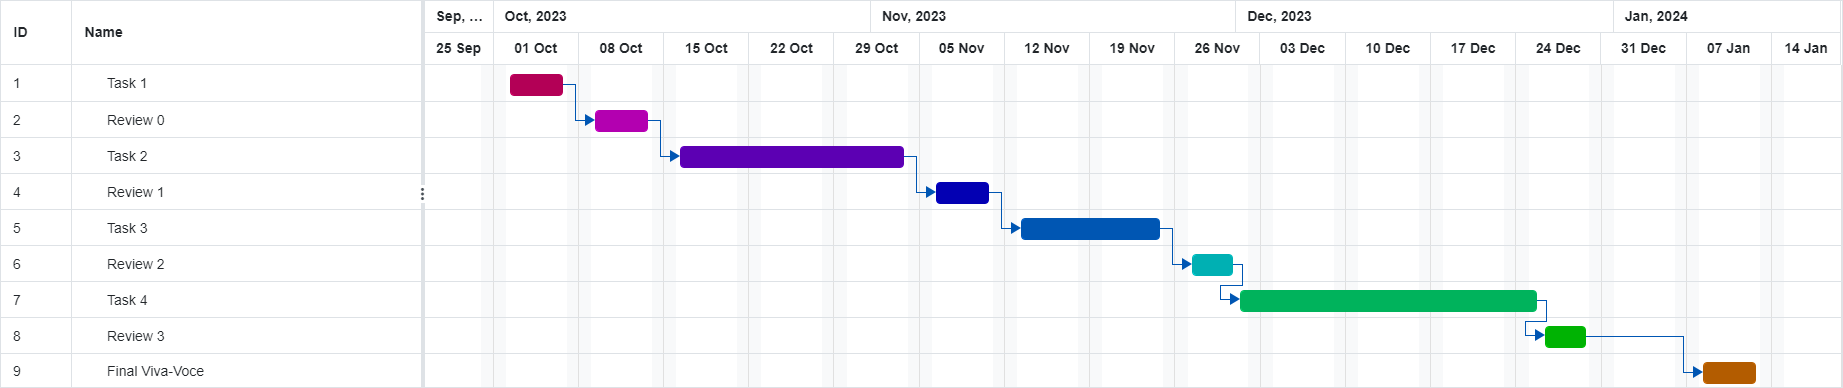 ID Name Sep, ... Oct, 2023 Nov, 2023 Dec, 2023 Jan, 2024
25 Sep 01 Oct 08 Oct 15 Oct 22 Oct 29 Oct 05 Nov 12 Nov 19 Nov 26 Nov 03 Dec 10 Dec 17 Dec 24 Dec 31 Dec 07 Jan 14 Jan
1 Task 1
2 Review 0
3 Task 2
4 Review 1
5 Task 3
6 Review 2
7 Task 4
8 Review 3
9 Final Viva-Voce